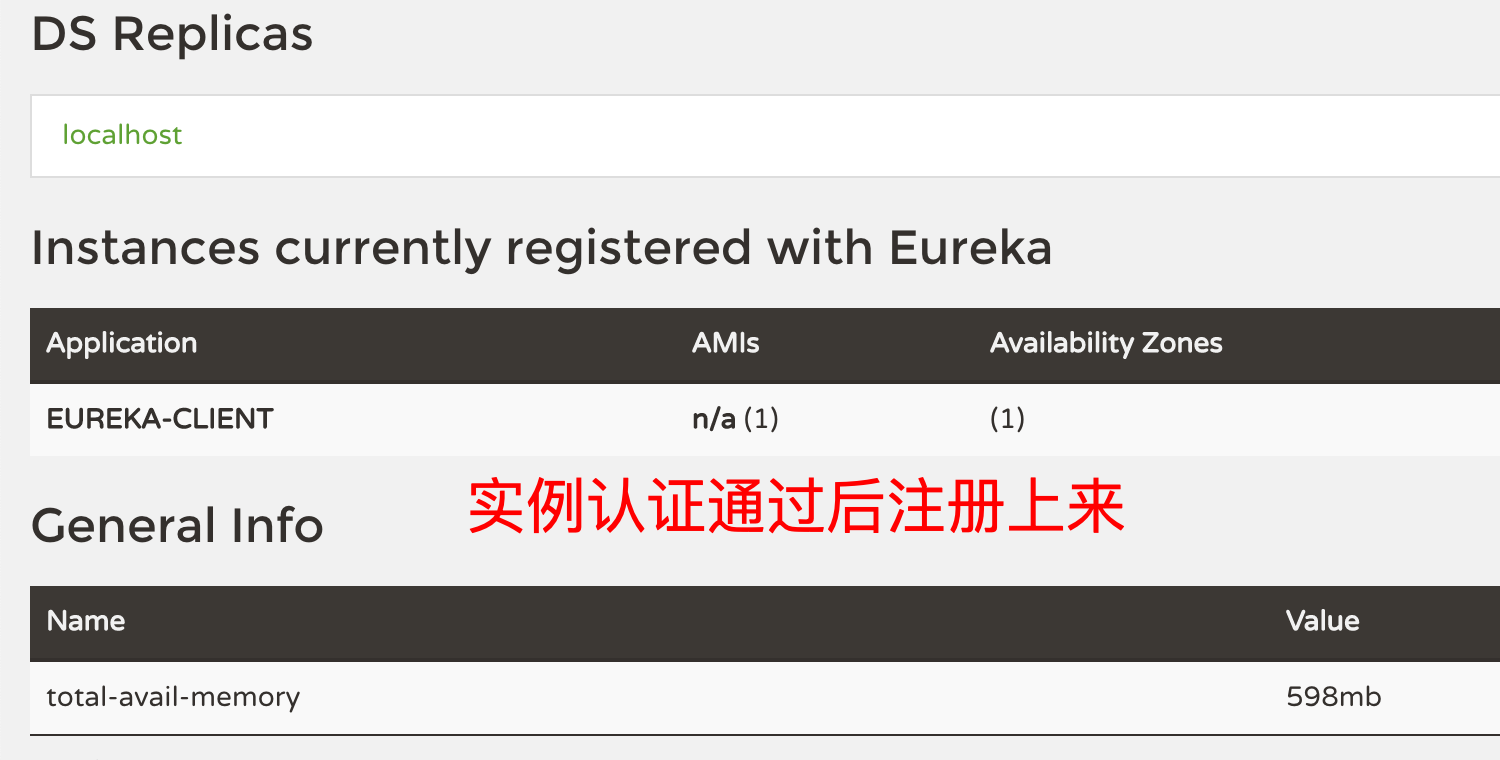 DS Replicas
localhost
Instances currently registered with Eureka
Application AMIs Availability Zones
EUREKA-CLIENT n/a (1) (1)
实例认证通过后注册上来
General Info
Name Value
total-avail-memory 598mb